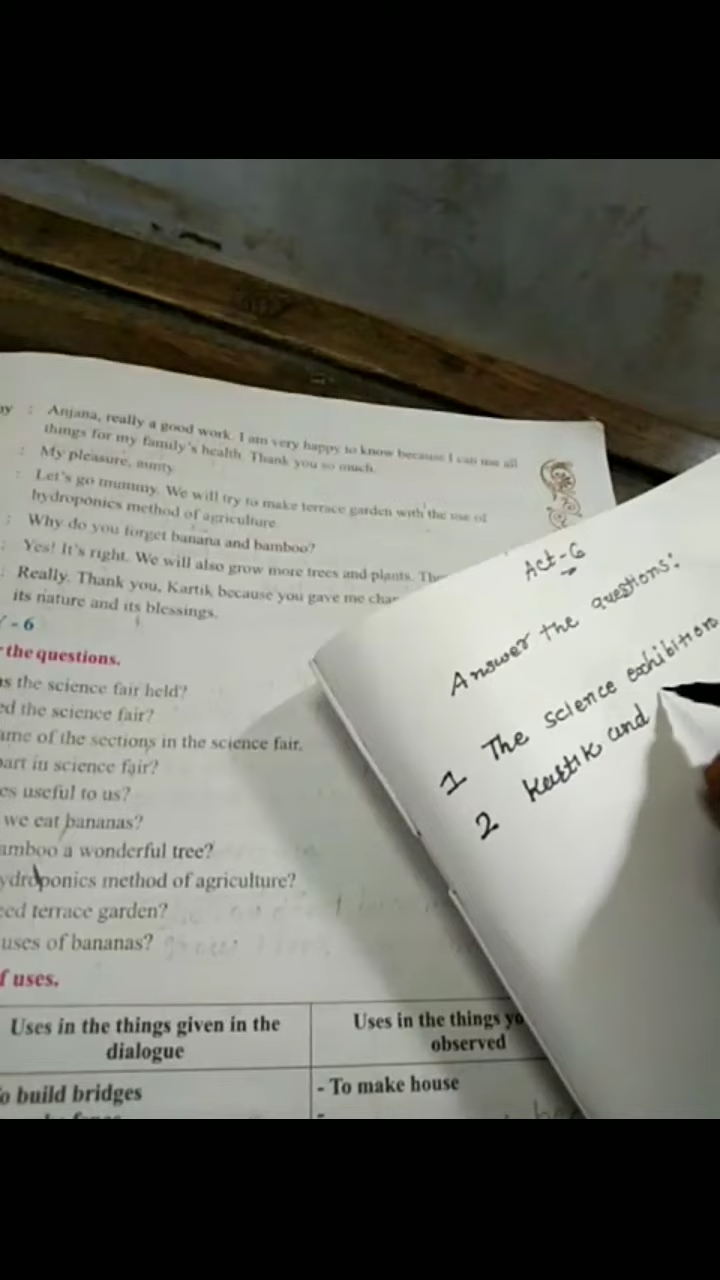 : Anjana, really a good work. I am very happy to know because I can use all
things for my family's health. Thank you so much.
: My pleasure, aunty.
: Let's go mummy. We will try to make terrace garden with the use of
hydroponics method of agriculture.
: Why do you forget banana and bamboo?
: Yes! It's right. We will also grow more trees and plants.
: Really. Thank you, Kartik because you gave me
its nature and its blessings.
- 6
the questions.
the science fair held?
the science fair?
of the sections in the science fair.
part in science fair?
useful to us?
we eat bananas?
a wonderful tree?
hydroponics method of agriculture?
terrace garden?
uses of bananas?
uses.
Uses in the things given in the
dialogue
Uses in the things
observed
build bridges
- To make house
-
Act-6
Answer the questions:
1 The science exhibition
2 Kartik and